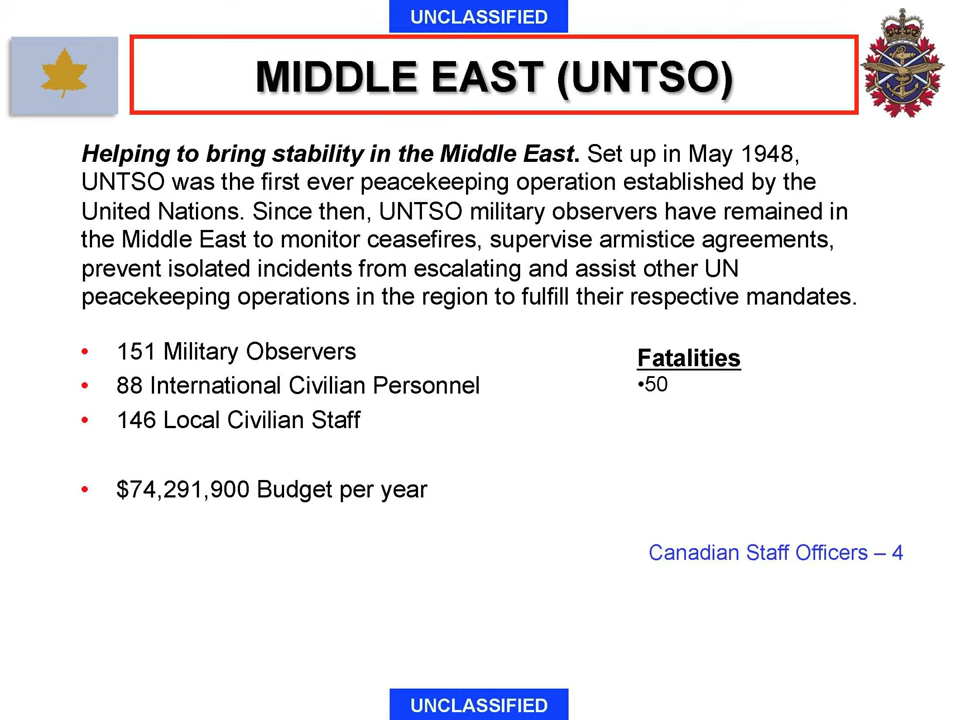 UNCLASSIFIED
MIDDLE EAST (UNTSO)
Helping to bring stability in the Middle East. Set up in May 1948,
UNTSO was the first ever peacekeeping operation established by the
United Nations. Since then, UNTSO military observers have remained in
the Middle East to monitor ceasefires, supervise armistice agreements,
prevent isolated incidents from escalating and assist other UN
peacekeeping operations in the region to fulfill their respective mandates.
• 151 Military Observers
• 88 International Civilian Personnel
• 146 Local Civilian Staff
• $74,291,900 Budget per year
Fatalities
•50
Canadian Staff Officers – 4
UNCLASSIFIED